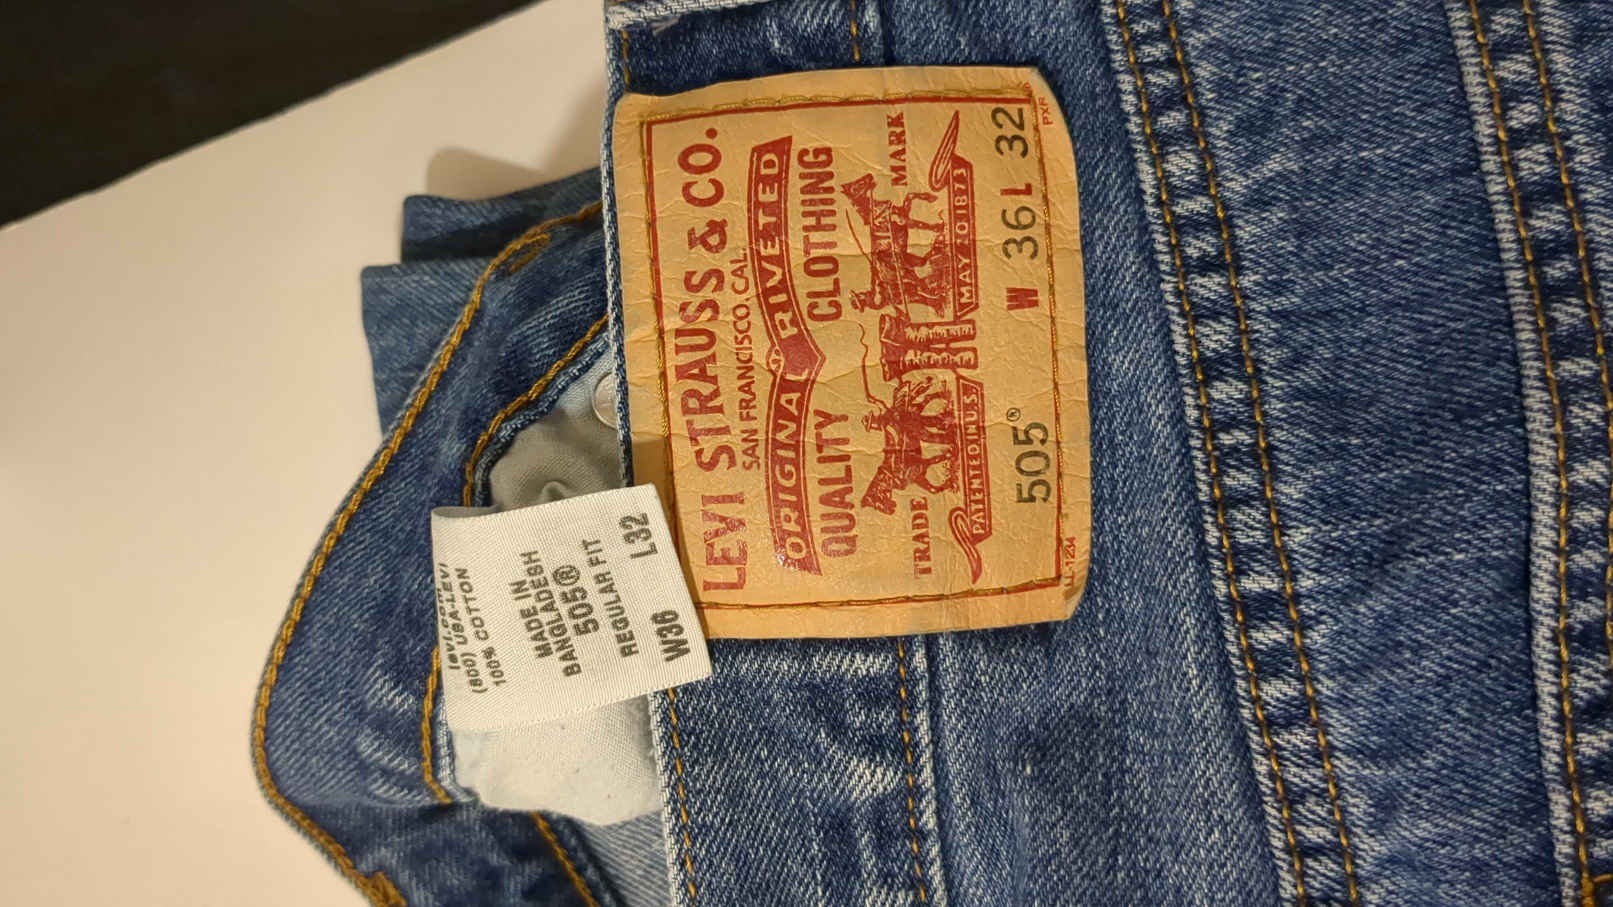 LEVI STRAUSS & CO.
SAN FRANCISCO, CAL.
ORIGINAL RIVETED
QUALITY CLOTHING
TRADE MARK
PATENTED IN U.S. MAY 20 1873
505® W 36 L 32
levi.com
(800) USA-LEVI
100% COTTON
MADE IN
BANGLADESH
505®
REGULAR FIT
W36 L32